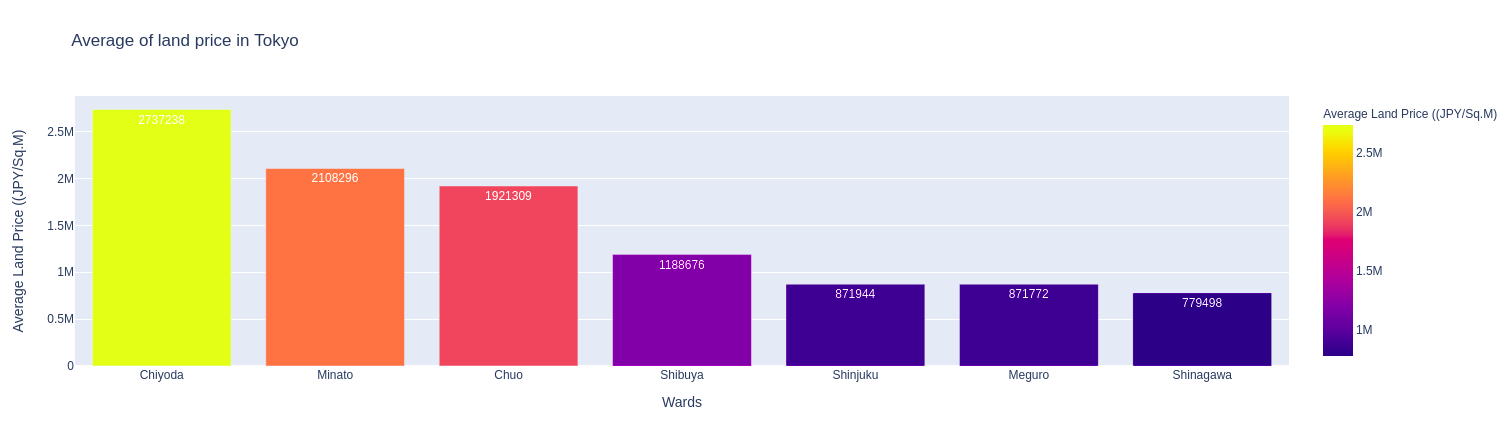 Average of land price in Tokyo
Average Land Price ((JPY/Sq.M)
2.5M
2M
1.5M
1M
0.5M
0
2737238
2108296
1921309
1188676
871944
871772
779498
Chiyoda
Minato
Chuo
Shibuya
Shinjuku
Meguro
Shinagawa
Wards
Average Land Price ((JPY/Sq.M)
2.5M
2M
1.5M
1M